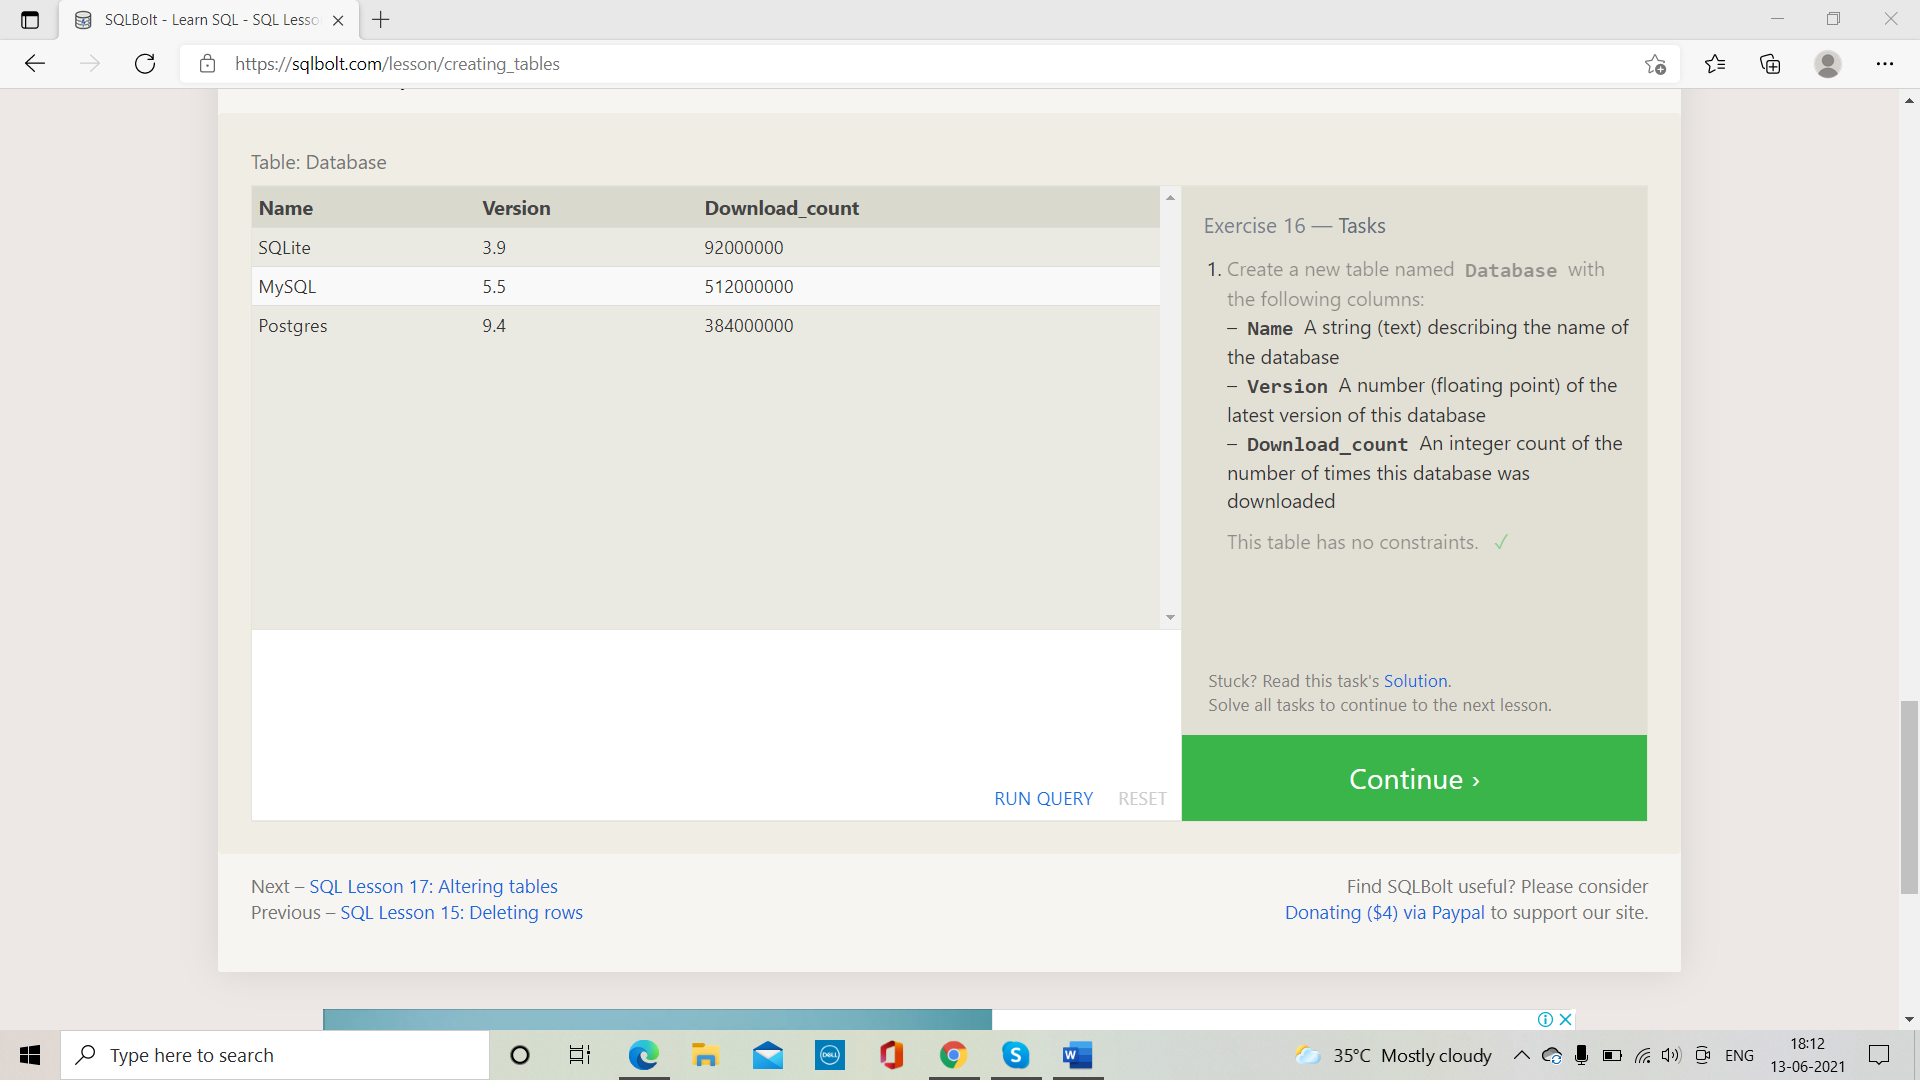 SQLBolt - Learn SQL - SQL Lesso
https://sqlbolt.com/lesson/creating_tables
Table: Database
Name Version Download_count
SQLite 3.9 92000000
MySQL 5.5 512000000
Postgres 9.4 384000000
RUN QUERY RESET
Exercise 16 — Tasks
1. Create a new table named Database with
the following columns:
– Name A string (text) describing the name of
the database
– Version A number (floating point) of the
latest version of this database
– Download_count An integer count of the
number of times this database was
downloaded
This table has no constraints. ✓
Stuck? Read this task's Solution.
Solve all tasks to continue to the next lesson.
Continue ›
Next – SQL Lesson 17: Altering tables
Previous – SQL Lesson 15: Deleting rows
Find SQLBolt useful? Please consider
Donating ($4) via Paypal to support our site.
Type here to search
DELL
35°C Mostly cloudy
ENG
18:12
13-06-2021